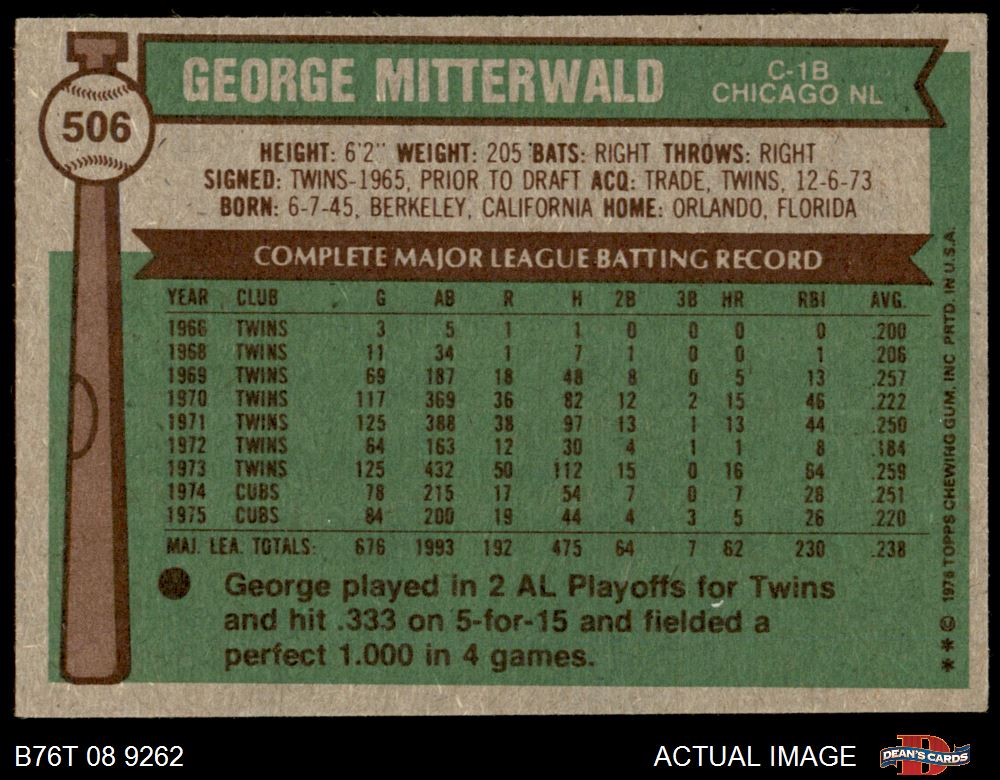 506
GEORGE MITTERWALD
C-1B
CHICAGO NL
HEIGHT: 6'2" WEIGHT: 205 BATS: RIGHT THROWS: RIGHT
SIGNED: TWINS-1965, PRIOR TO DRAFT ACQ: TRADE, TWINS, 12-6-73
BORN: 6-7-45, BERKELEY, CALIFORNIA HOME: ORLANDO, FLORIDA
COMPLETE MAJOR LEAGUE BATTING RECORD
YEAR CLUB G AB R H 2B 3B HR RBI AVG.
1966 TWINS 3 5 1 1 0 0 0 0 .200
1968 TWINS 11 34 1 7 1 0 0 1 .206
1969 TWINS 69 187 18 48 8 0 5 13 .257
1970 TWINS 117 369 36 82 12 2 15 46 .222
1971 TWINS 125 388 38 97 13 1 13 44 .250
1972 TWINS 64 163 12 30 4 1 1 8 .184
1973 TWINS 125 432 50 112 15 0 16 64 .259
1974 CUBS 78 215 17 54 7 0 7 28 .251
1975 CUBS 84 200 19 44 4 3 5 26 .220
MAJ. LEA. TOTALS: 676 1993 192 475 64 7 62 230 .238
George played in 2 AL Playoffs for Twins
and hit .333 on 5-for-15 and fielded a
perfect 1.000 in 4 games.
** © 1976 TOPPS CHEWING GUM, INC PRTD. IN U.S.A.
B76T 08 9262
ACTUAL IMAGE
DEAN'S CARDS